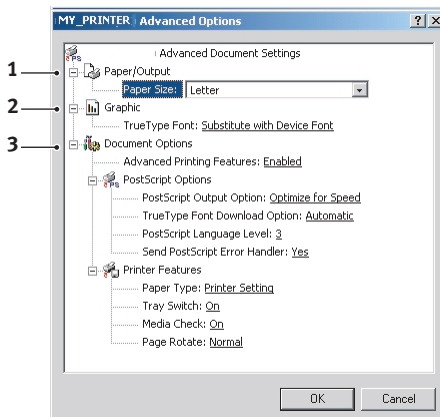 MY_PRINTER Advanced Options
Advanced Document Settings
1 Paper/Output
Paper Size: Letter
2 Graphic
TrueType Font: Substitute with Device Font
3 Document Options
Advanced Printing Features: Enabled
PostScript Options
PostScript Output Option: Optimize for Speed
TrueType Font Download Option: Automatic
PostScript Language Level: 3
Send PostScript Error Handler: Yes
Printer Features
Paper Type: Printer Setting
Tray Switch: On
Media Check: On
Page Rotate: Normal
OK Cancel